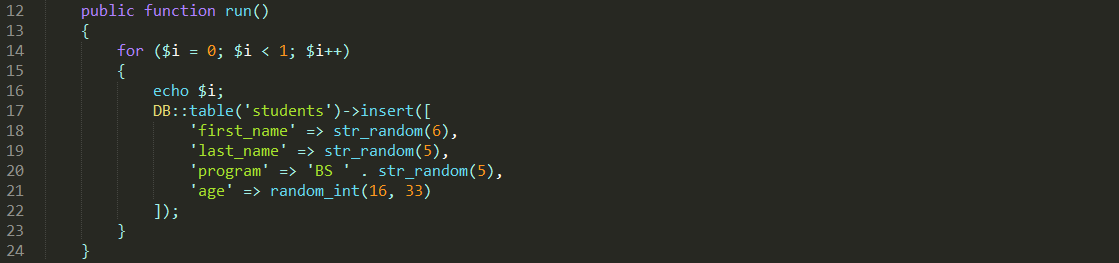 12    public function run()
13    {
14        for ($i = 0; $i < 1; $i++)
15        {
16            echo $i;
17            DB::table('students')->insert([
18                'first_name' => str_random(6),
19                'last_name' => str_random(5),
20                'program' => 'BS ' . str_random(5),
21                'age' => random_int(16, 33)
22            ]);
23        }
24    }